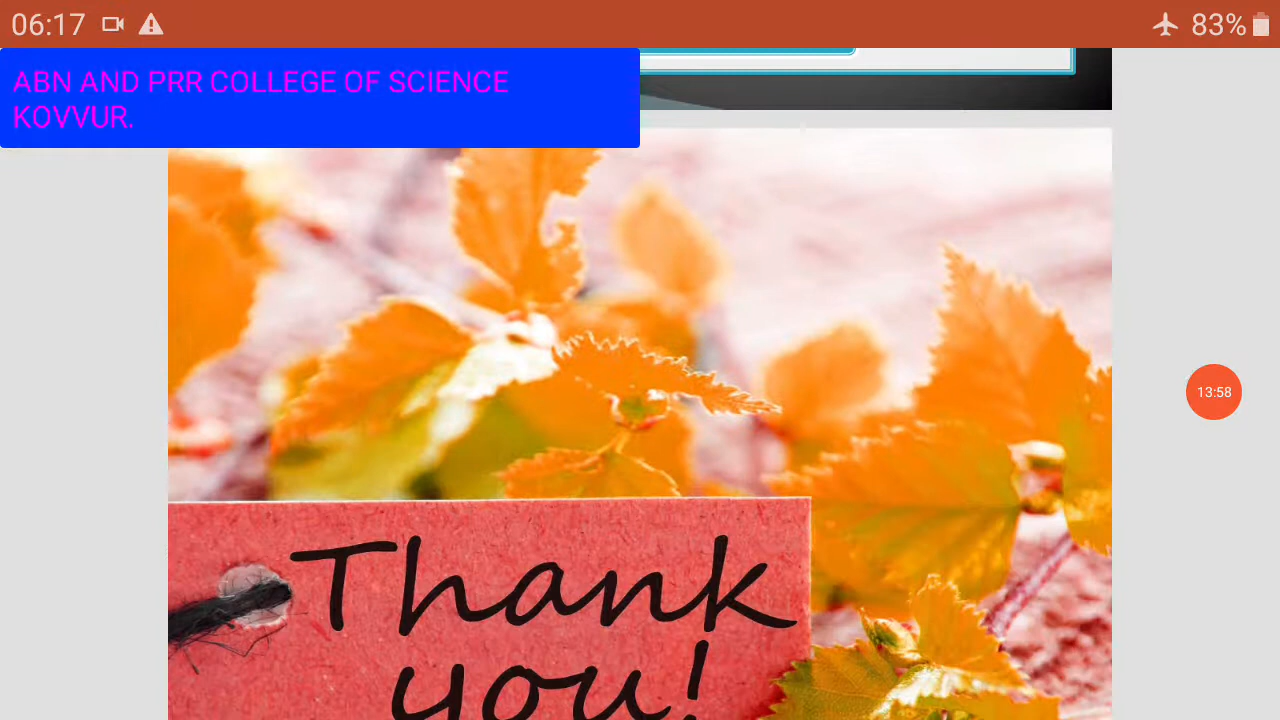 06:17
83%
ABN AND PRR COLLEGE OF SCIENCE
KOVVUR.
13:58
Thank
you!